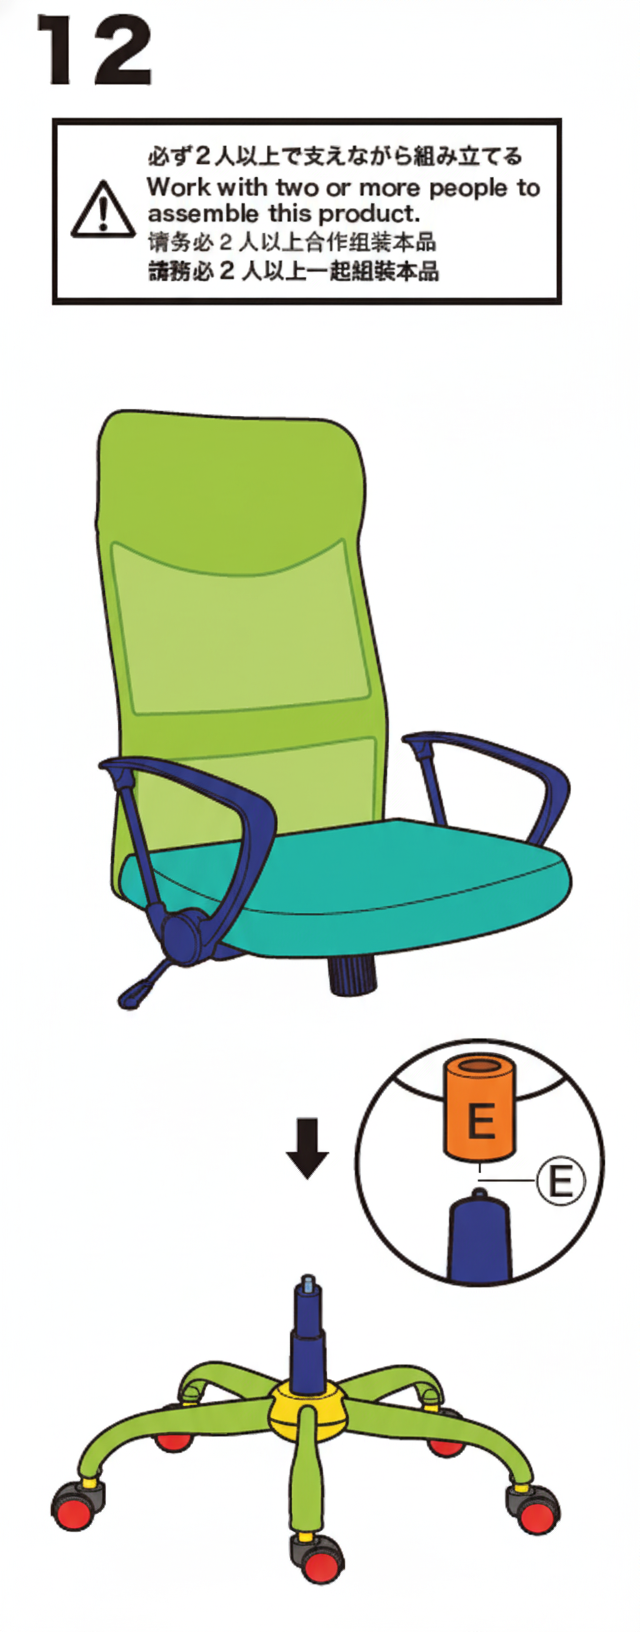 12
必ず2人以上で支えながら組み立てる
Work with two or more people to
assemble this product.
请务必2人以上合作组装本品
請務必2人以上一起組裝本品
E
E